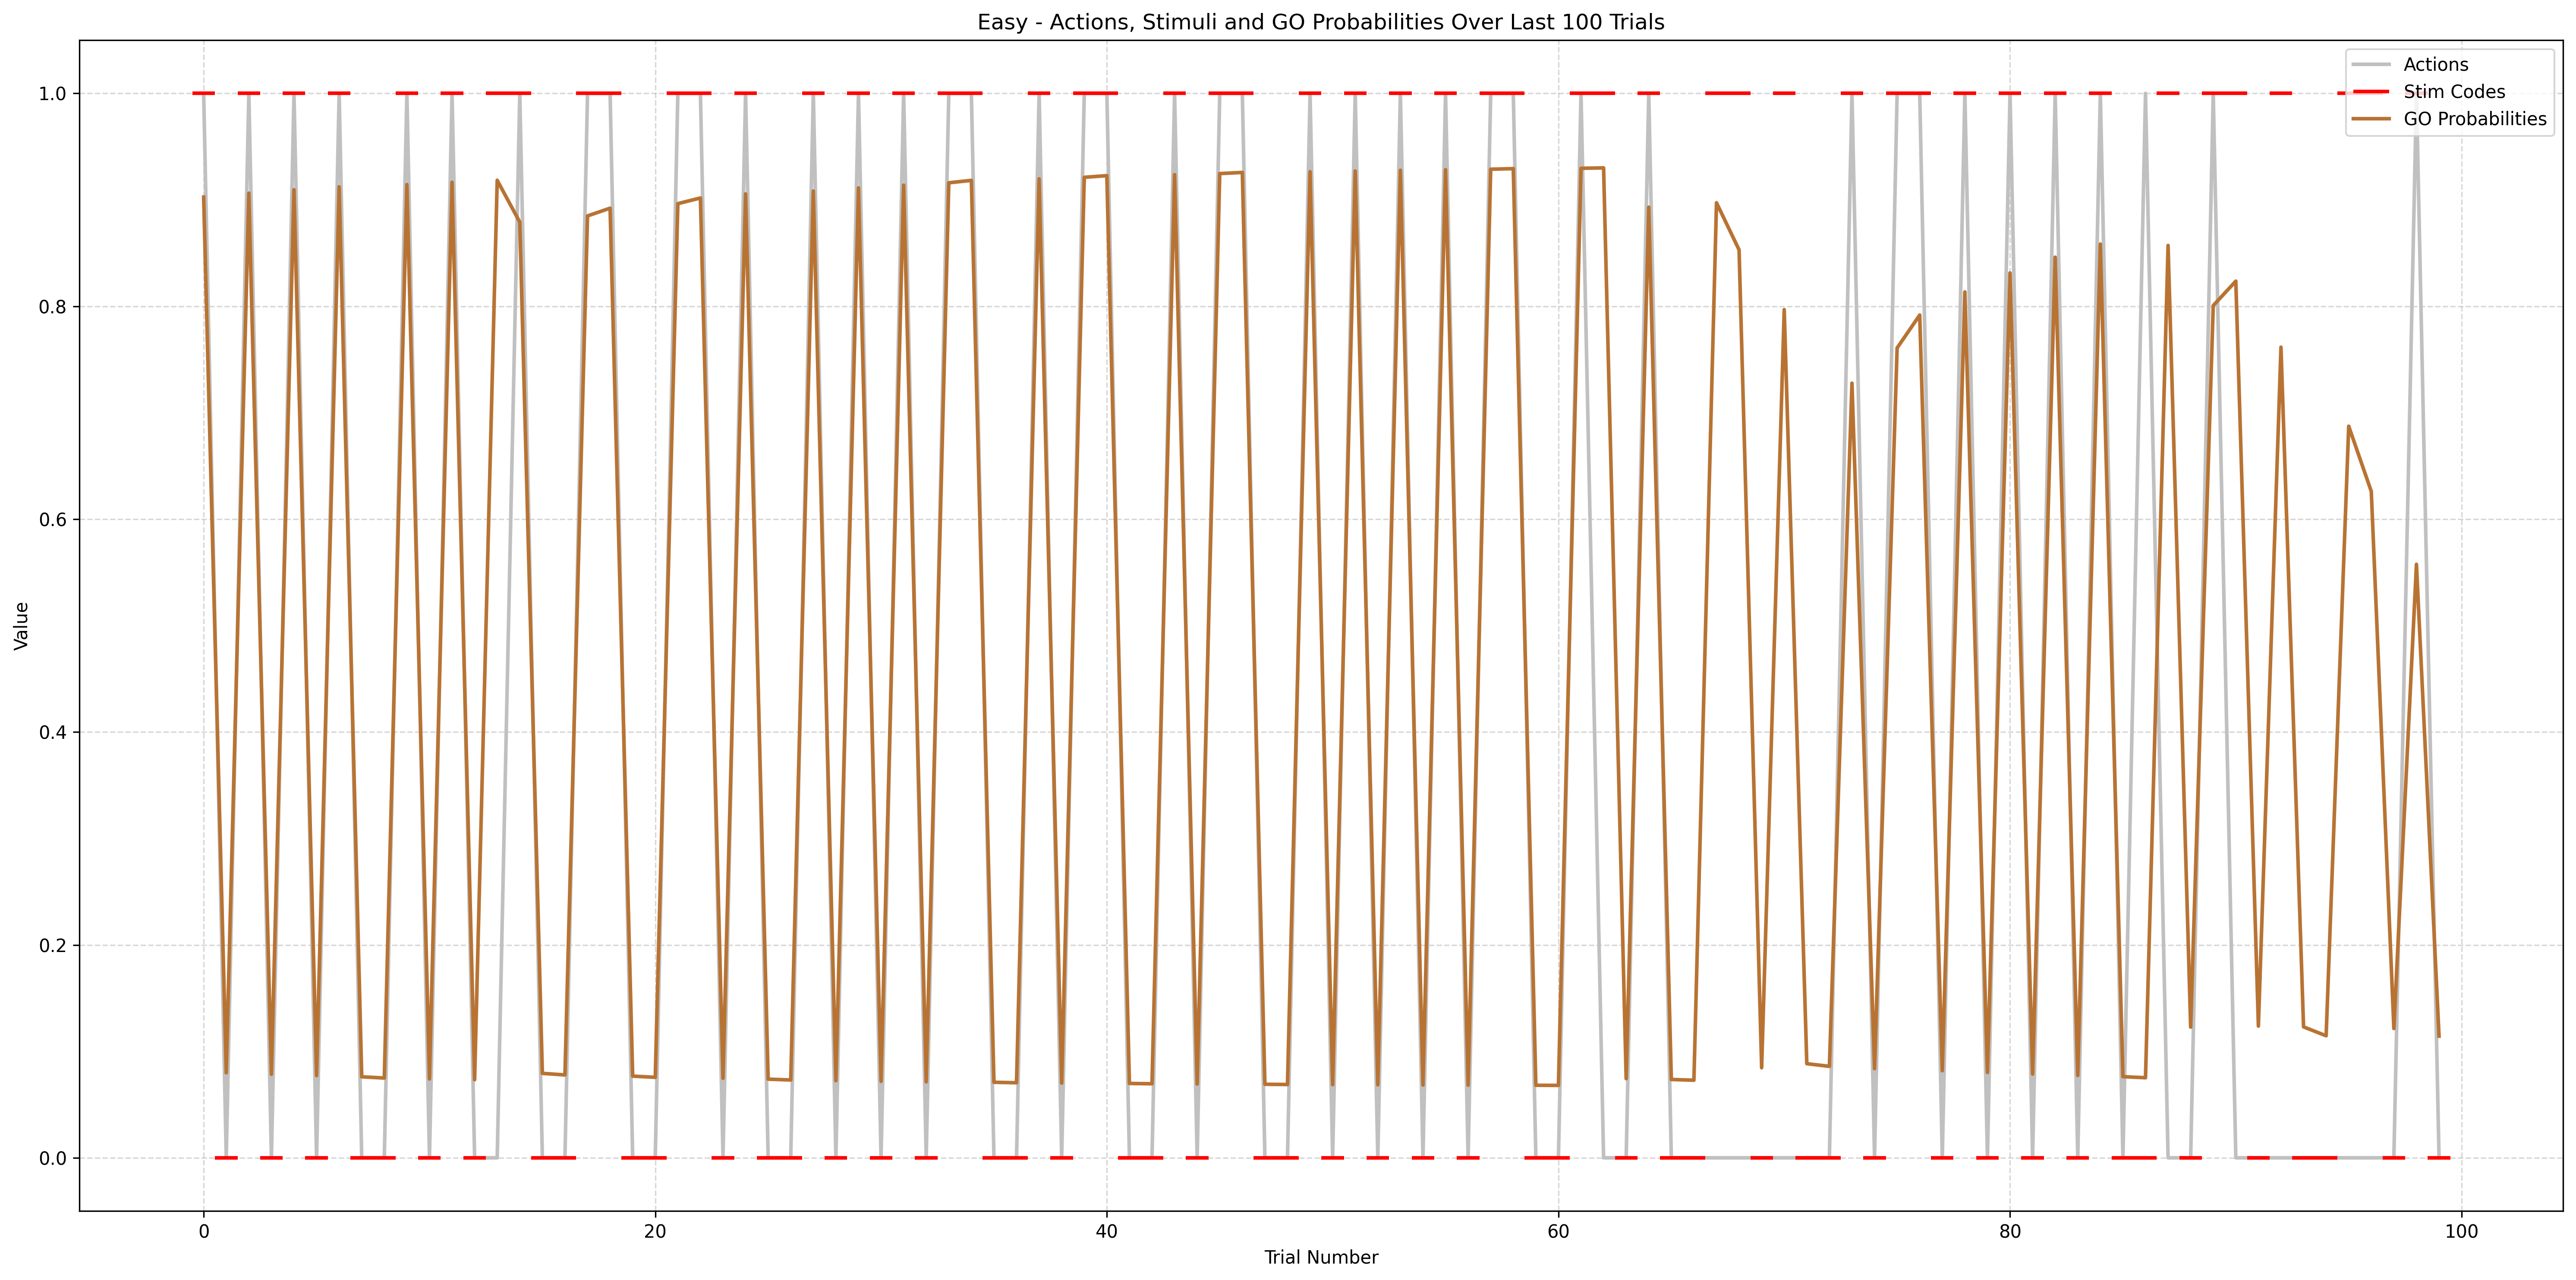 Easy - Actions, Stimuli and GO Probabilities Over Last 100 Trials
Actions
Stim Codes
GO Probabilities
1.0
0.8
0.6
0.4
0.2
0.0
Value
0
20
40
60
80
100
Trial Number